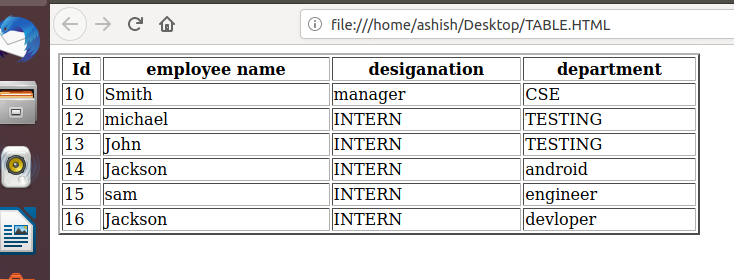 file:///home/ashish/Desktop/TABLE.HTML
Id employee name desiganation department
10 Smith manager CSE
12 michael INTERN TESTING
13 John INTERN TESTING
14 Jackson INTERN android
15 sam INTERN engineer
16 Jackson INTERN devloper